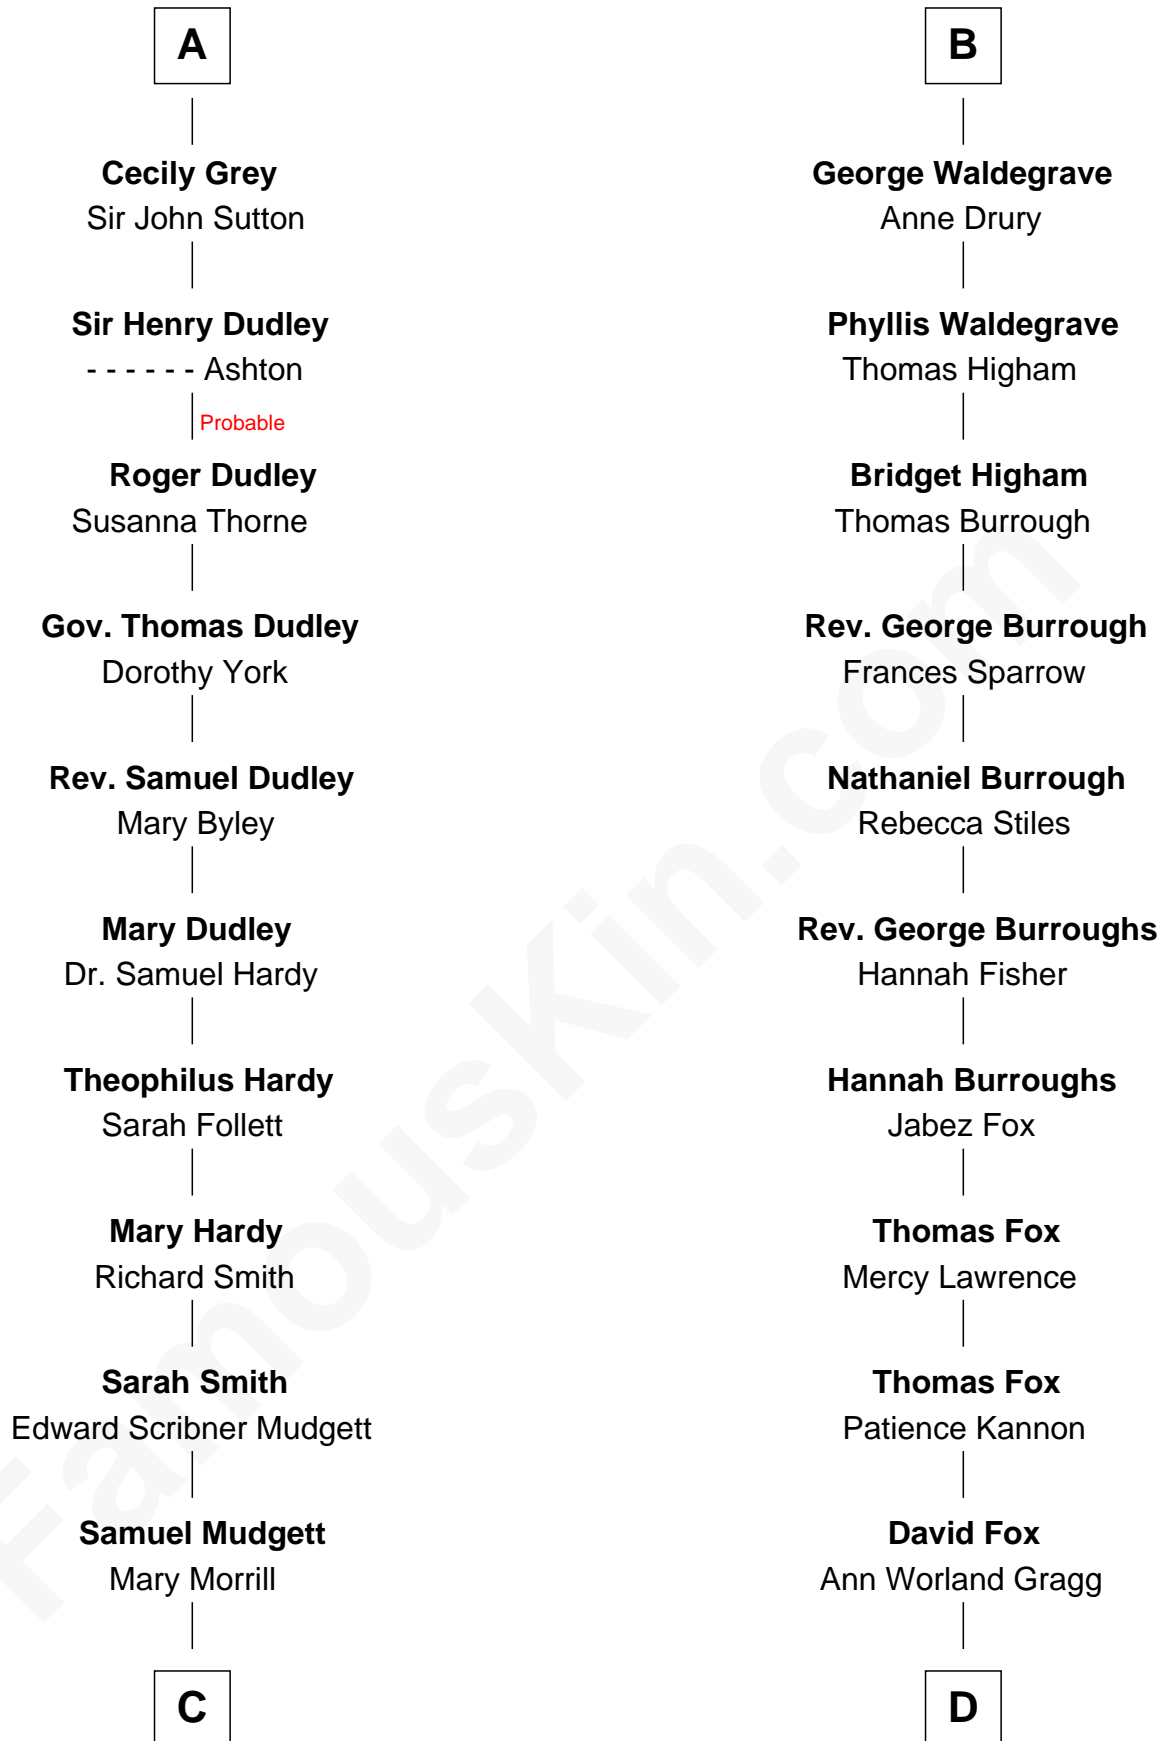 A
Cecily Grey
Sir John Sutton
Sir Henry Dudley
- - - - - - Ashton
Probable
Roger Dudley
Susanna Thorne
Gov. Thomas Dudley
Dorothy York
Rev. Samuel Dudley
Mary Byley
Mary Dudley
Dr. Samuel Hardy
Theophilus Hardy
Sarah Follett
Mary Hardy
Richard Smith
Sarah Smith
Edward Scribner Mudgett
Samuel Mudgett
Mary Morrill
C
B
George Waldegrave
Anne Drury
Phyllis Waldegrave
Thomas Higham
Bridget Higham
Thomas Burrough
Rev. George Burrough
Frances Sparrow
Nathaniel Burrough
Rebecca Stiles
Rev. George Burroughs
Hannah Fisher
Hannah Burroughs
Jabez Fox
Thomas Fox
Mercy Lawrence
Thomas Fox
Patience Kannon
David Fox
Ann Worland Gragg
D
FamousKin.com